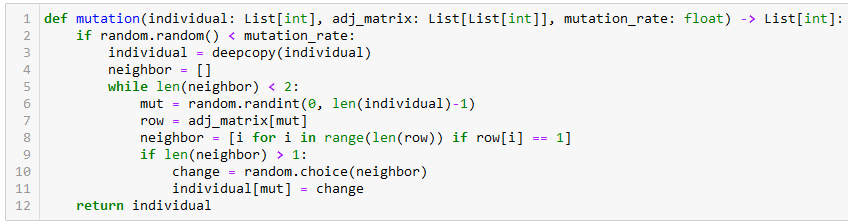 1 def mutation(individual: List[int], adj_matrix: List[List[int]], mutation_rate: float) -> List[int]:
2     if random.random() < mutation_rate:
3         individual = deepcopy(individual)
4         neighbor = []
5         while len(neighbor) < 2:
6             mut = random.randint(0, len(individual)-1)
7             row = adj_matrix[mut]
8             neighbor = [i for i in range(len(row)) if row[i] == 1]
9             if len(neighbor) > 1:
10                 change = random.choice(neighbor)
11                 individual[mut] = change
12     return individual